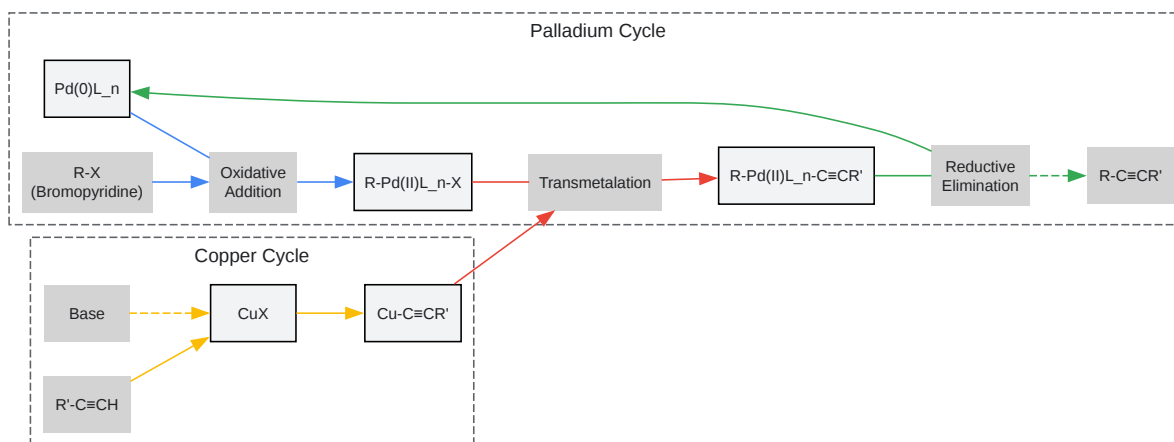 Palladium Cycle
Pd(0)L_n
R-X
(Bromopyridine)
Oxidative
Addition
R-Pd(II)L_n-X
Transmetalation
R-Pd(II)L_n-C≡CR'
Reductive
Elimination
R-C≡CR'
Copper Cycle
Base
CuX
Cu-C≡CR'
R'-C≡CH